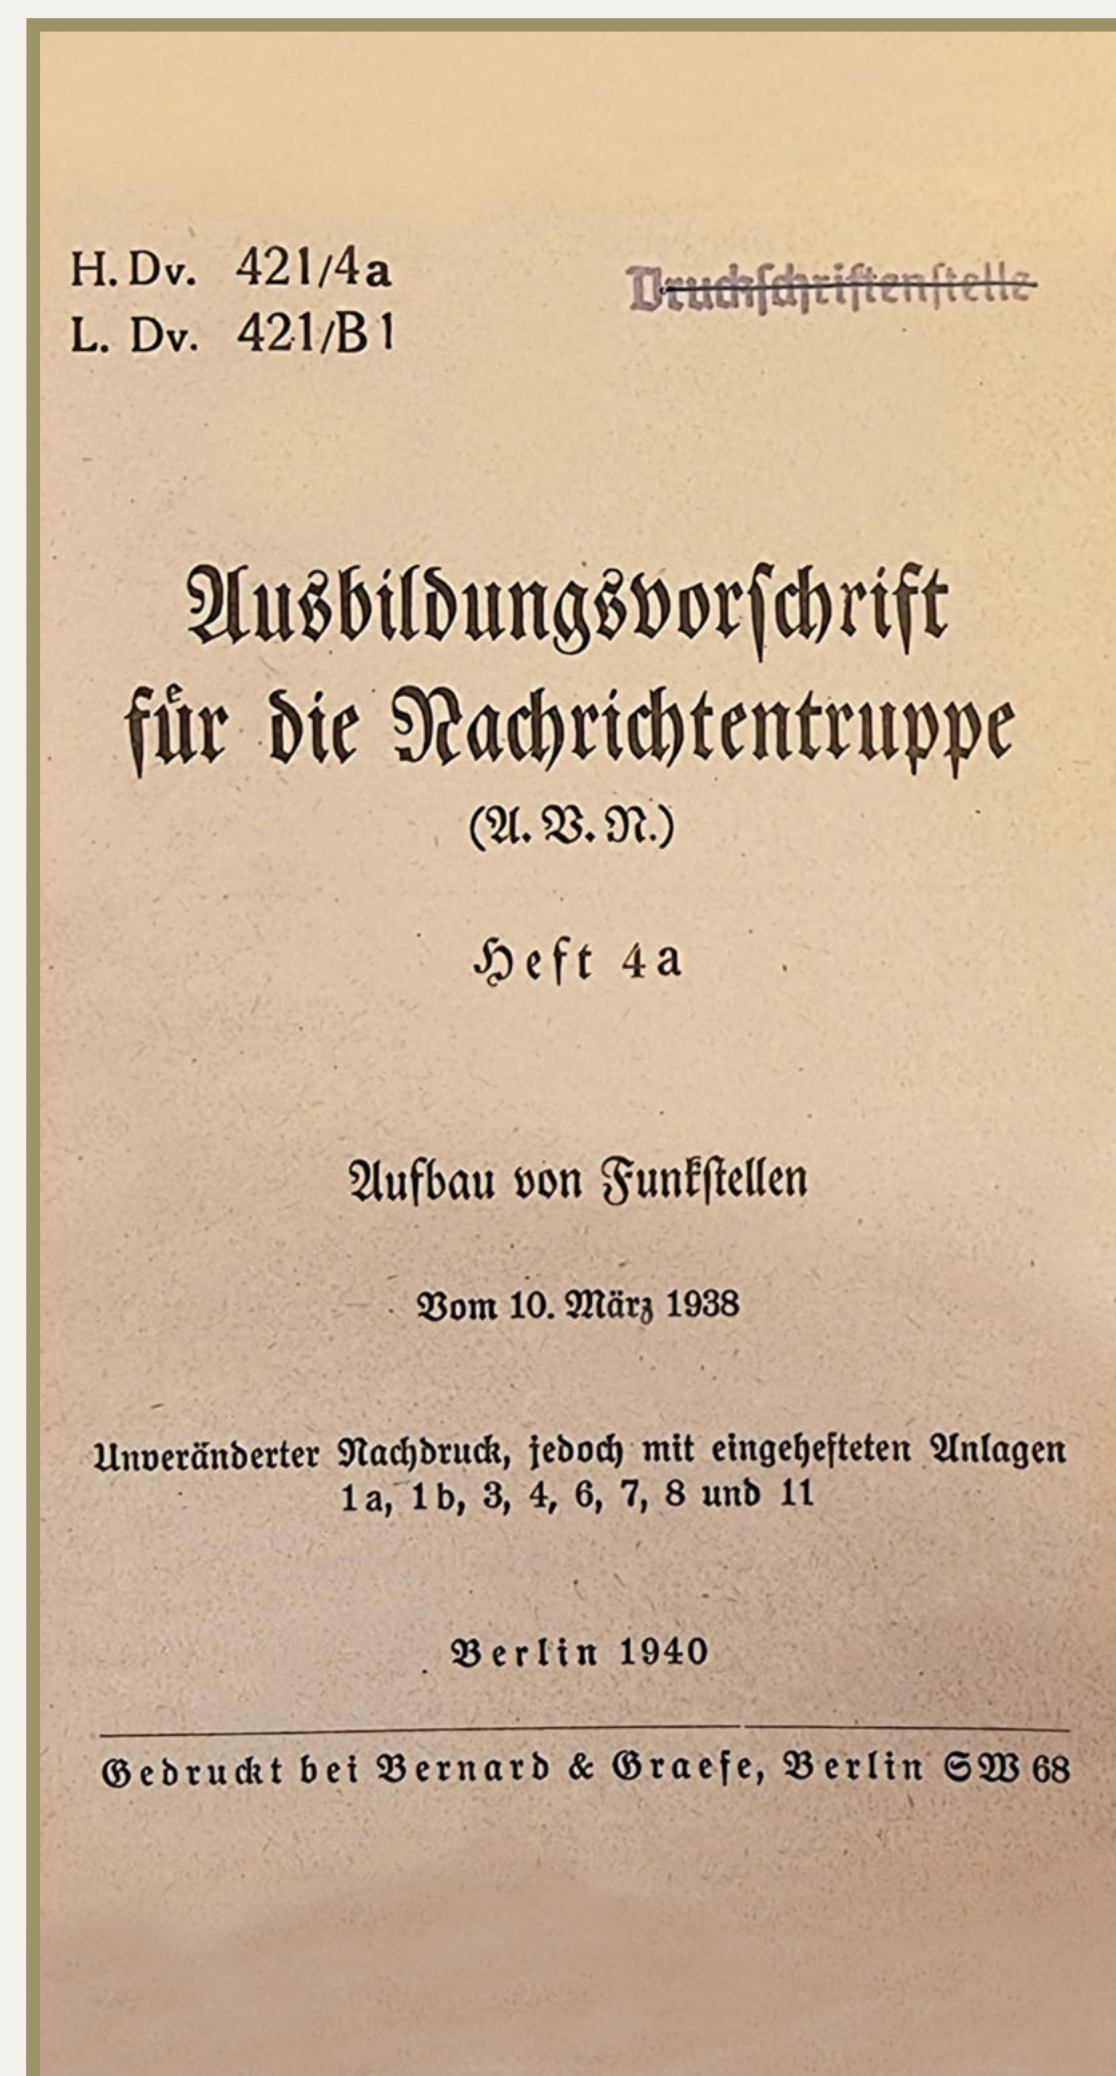 H. Dv. 421/4a
L. Dv. 421/B 1
Druckschriftenstelle
Ausbildungsvorschrift
für die Nachrichtentruppe
(A. V. N.)
Heft 4a
Aufbau von Funkstellen
Vom 10. März 1938
Unveränderter Nachdruck, jedoch mit eingehefteten Anlagen
1a, 1b, 3, 4, 6, 7, 8 und 11
Berlin 1940
Gedruckt bei Bernard & Graefe, Berlin SW 68